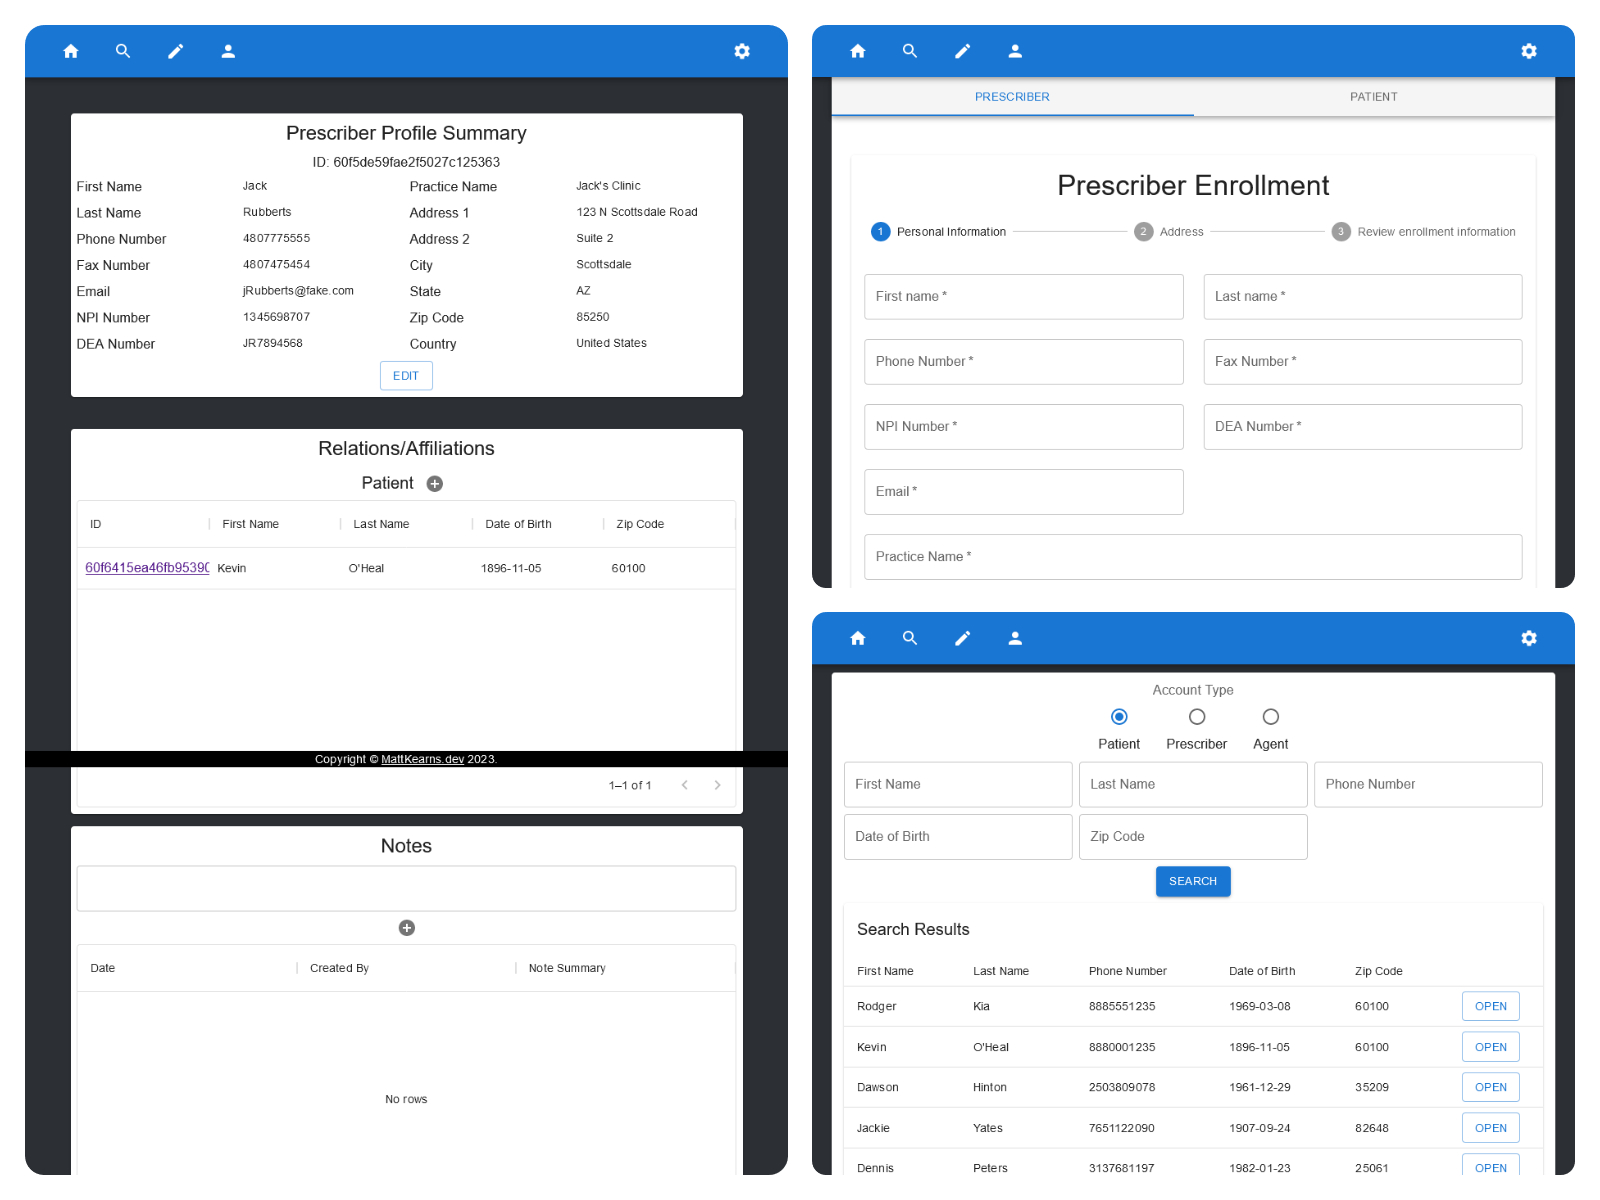 Prescriber Profile Summary
ID: 60f5de59fae2f5027c125363
First Name Jack Practice Name Jack's Clinic
Last Name Rubberts Address 1 123 N Scottsdale Road
Phone Number 4807775555 Address 2 Suite 2
Fax Number 4807475454 City Scottsdale
Email jRubberts@fake.com State AZ
NPI Number 1345698707 Zip Code 85250
DEA Number JR7894568 Country United States
EDIT
Relations/Affiliations
Patient
ID First Name Last Name Date of Birth Zip Code
60f6415ea46fb95390 Kevin O'Heal 1896-11-05 60100
Copyright © MattKearns.dev 2023.
1–1 of 1
Notes
Date Created By Note Summary
No rows
PRESCRIBER PATIENT
Prescriber Enrollment
1 Personal Information 2 Address 3 Review enrollment information
First name * Last name *
Phone Number * Fax Number *
NPI Number * DEA Number *
Email *
Practice Name *
Account Type
Patient Prescriber Agent
First Name Last Name Phone Number
Date of Birth Zip Code
SEARCH
Search Results
First Name Last Name Phone Number Date of Birth Zip Code
Rodger Kia 8885551235 1969-03-08 60100 OPEN
Kevin O'Heal 8880001235 1896-11-05 60100 OPEN
Dawson Hinton 2503809078 1961-12-29 35209 OPEN
Jackie Yates 7651122090 1907-09-24 82648 OPEN
Dennis Peters 3137681197 1982-01-23 25061 OPEN